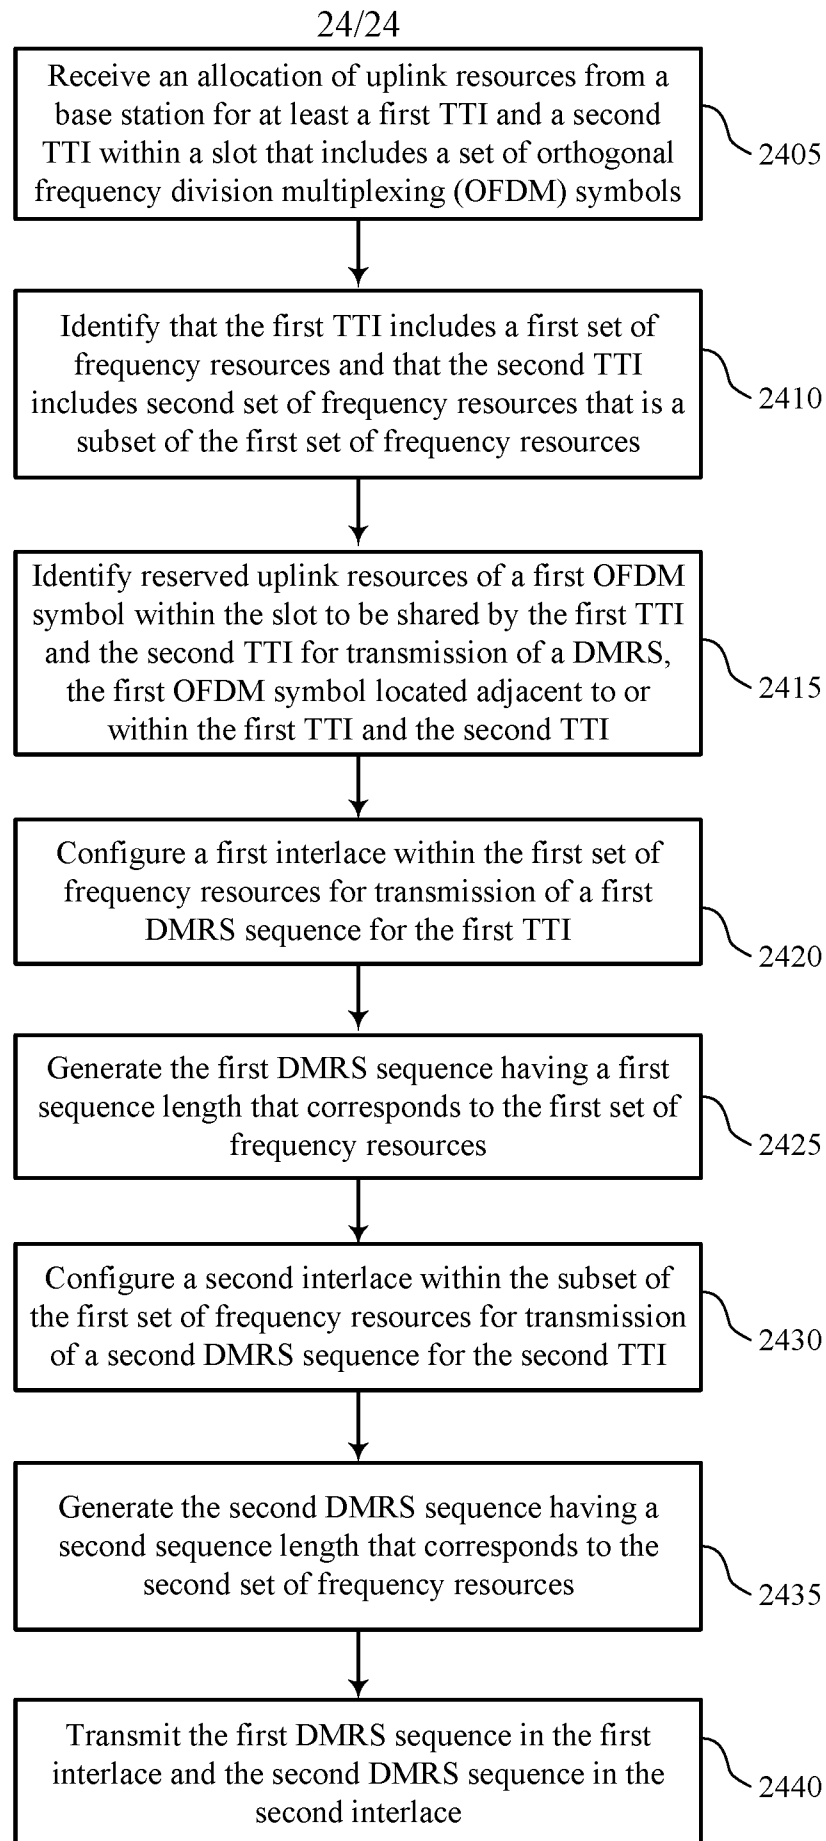 24/24
Receive an allocation of uplink resources from a
base station for at least a first TTI and a second
TTI within a slot that includes a set of orthogonal
frequency division multiplexing (OFDM) symbols
2405
Identify that the first TTI includes a first set of
frequency resources and that the second TTI
includes second set of frequency resources that is a
subset of the first set of frequency resources
2410
Identify reserved uplink resources of a first OFDM
symbol within the slot to be shared by the first TTI
and the second TTI for transmission of a DMRS,
the first OFDM symbol located adjacent to or
within the first TTI and the second TTI
2415
Configure a first interlace within the first set of
frequency resources for transmission of a first
DMRS sequence for the first TTI
2420
Generate the first DMRS sequence having a first
sequence length that corresponds to the first set of
frequency resources
2425
Configure a second interlace within the subset of
the first set of frequency resources for transmission
of a second DMRS sequence for the second TTI
2430
Generate the second DMRS sequence having a
second sequence length that corresponds to the
second set of frequency resources
2435
Transmit the first DMRS sequence in the first
interlace and the second DMRS sequence in the
second interlace
2440